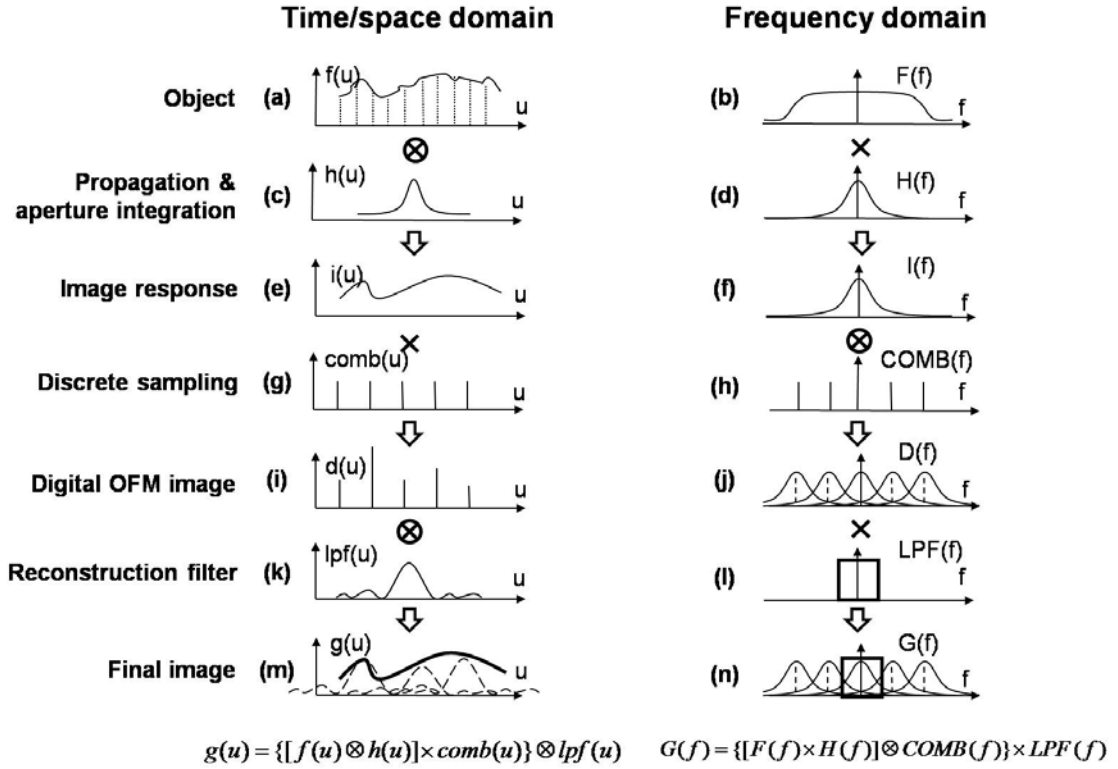 Time/space domain Frequency domain
Object (a) f(u) u (b) F(f) f
⊗ ×
Propagation & aperture integration (c) h(u) u (d) H(f) f
Image response (e) i(u) u (f) I(f) f
× ⊗
Discrete sampling (g) comb(u) u (h) COMB(f) f
Digital OFM image (i) d(u) u (j) D(f) f
⊗ ×
Reconstruction filter (k) lpf(u) u (l) LPF(f) f
Final image (m) g(u) u (n) G(f) f
g(u) = {[f(u) ⊗ h(u)] × comb(u)} ⊗ lpf(u) G(f) = {[F(f) × H(f)] ⊗ COMB(f)} × LPF(f)